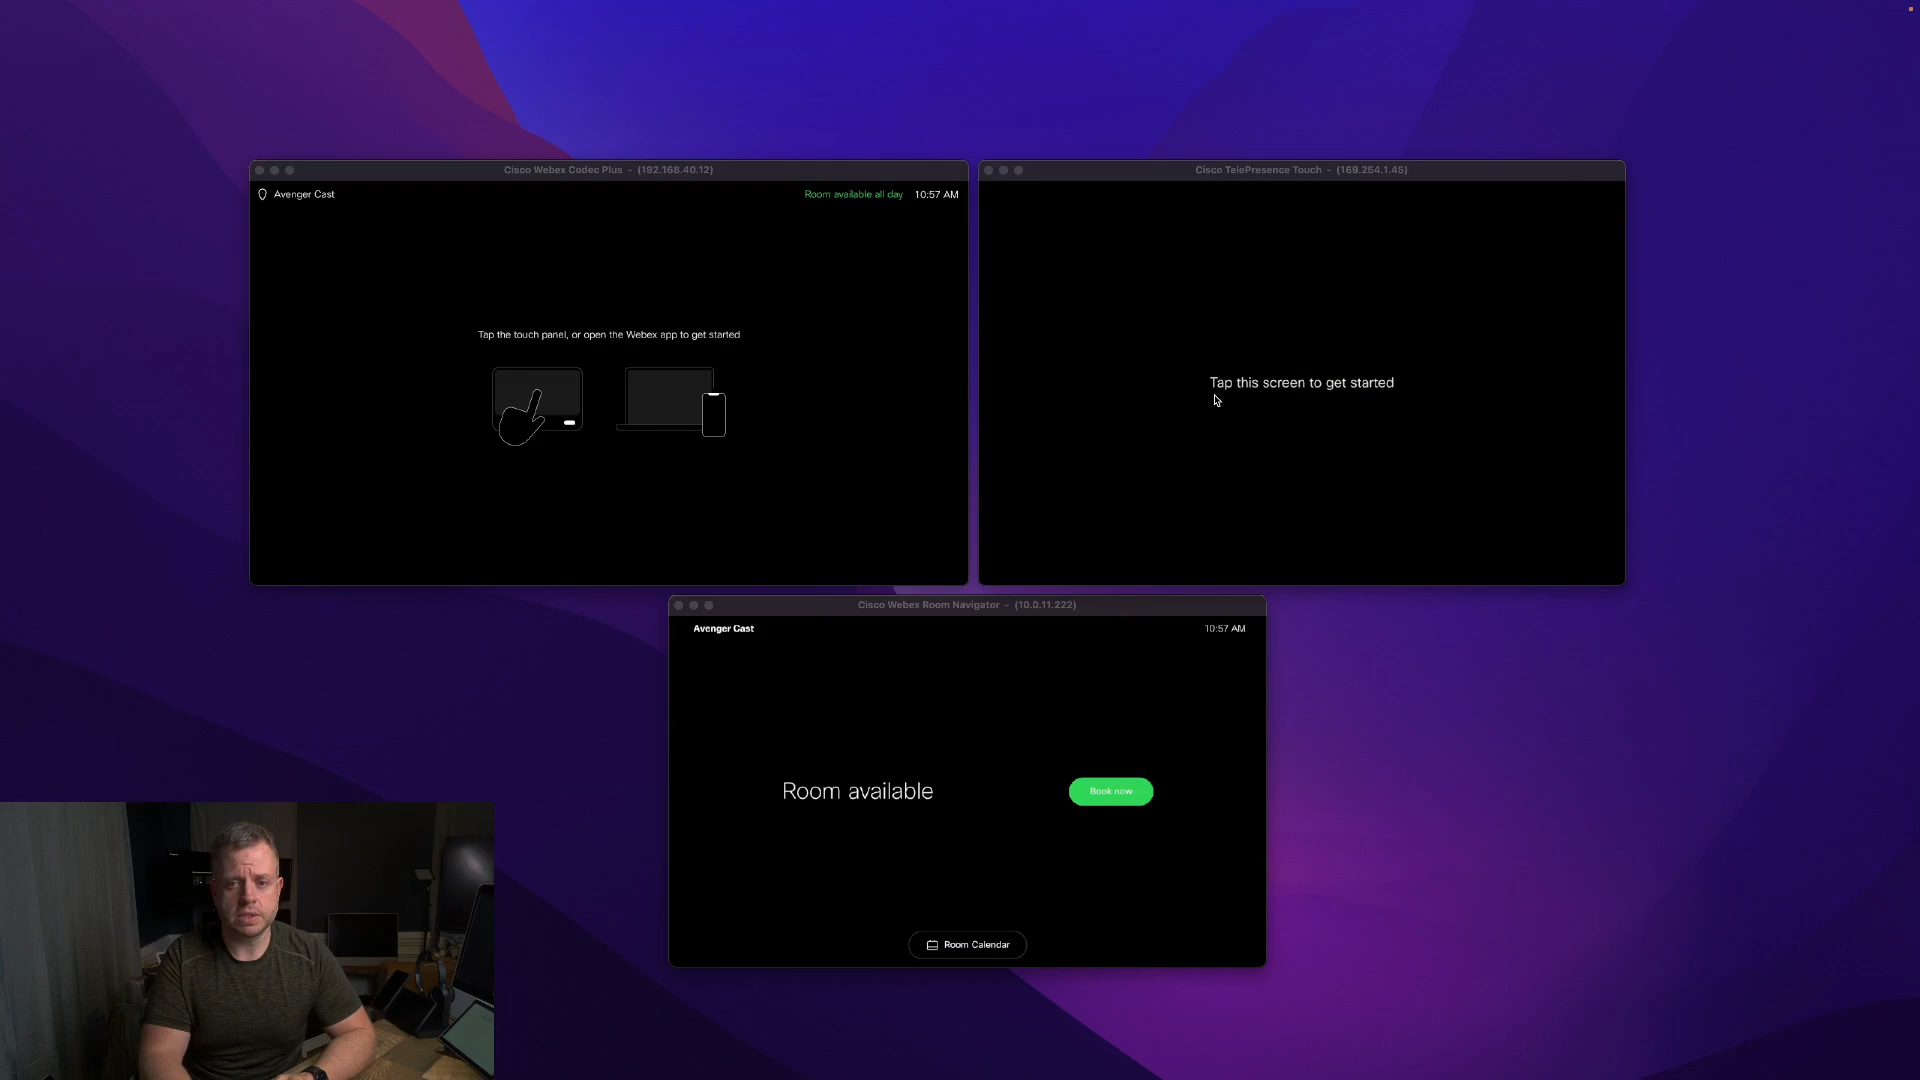 Cisco Webex Codec Plus - (192.168.40.12)
Avenger Cast
Room available all day 10:57 AM
Tap the touch panel, or open the Webex app to get started
Cisco TelePresence Touch - (169.254.1.45)
Tap this screen to get started
Cisco Webex Room Navigator - (10.0.11.222)
Avenger Cast
10:57 AM
Room available
Book now
Room Calendar